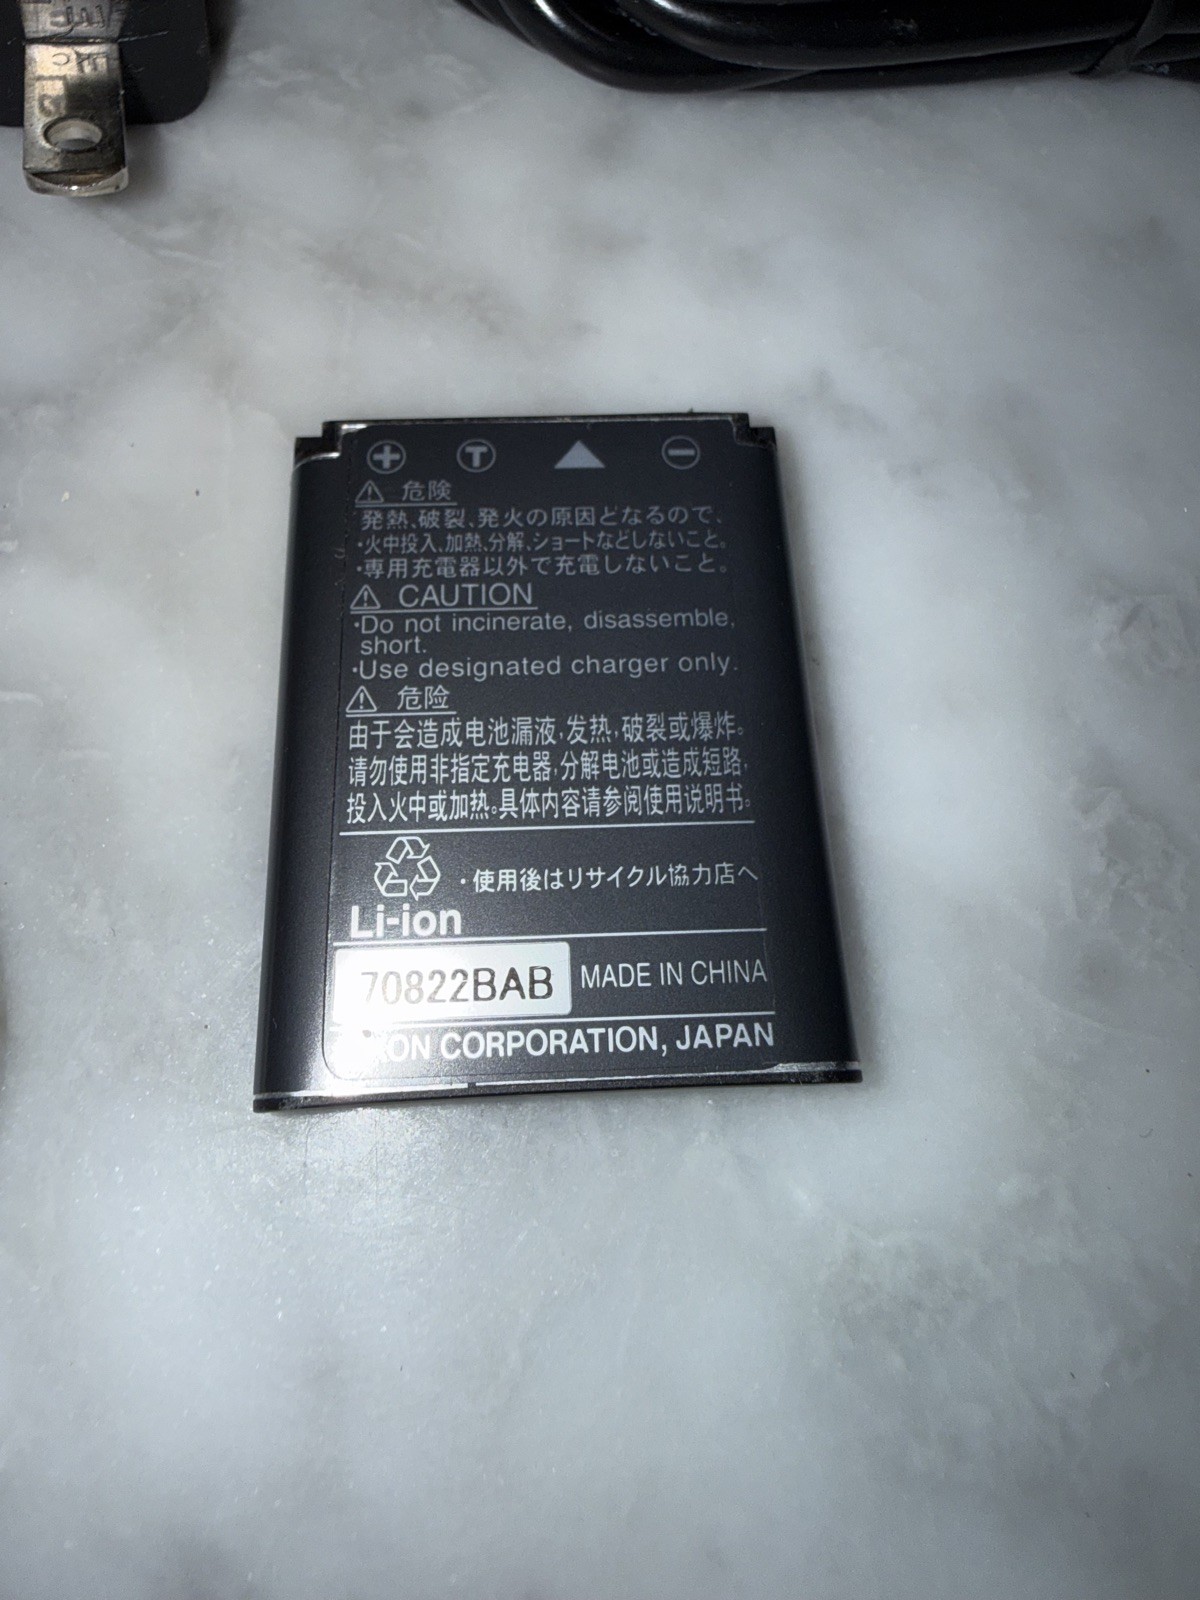 T
危険
発熱、破裂、発火の原因となるので、
・火中投入、加熱、分解、ショートなどしないこと。
・専用充電器以外で充電しないこと。
CAUTION
・Do not incinerate, disassemble,
short.
・Use designated charger only.
危险
由于会造成电池漏液,发热,破裂或爆炸。
请勿使用非指定充电器,分解电池或造成短路,
投入火中或加热。具体内容请参阅使用说明书。
・使用後はリサイクル協力店へ
Li-ion
70822BAB MADE IN CHINA
CORPORATION, JAPAN